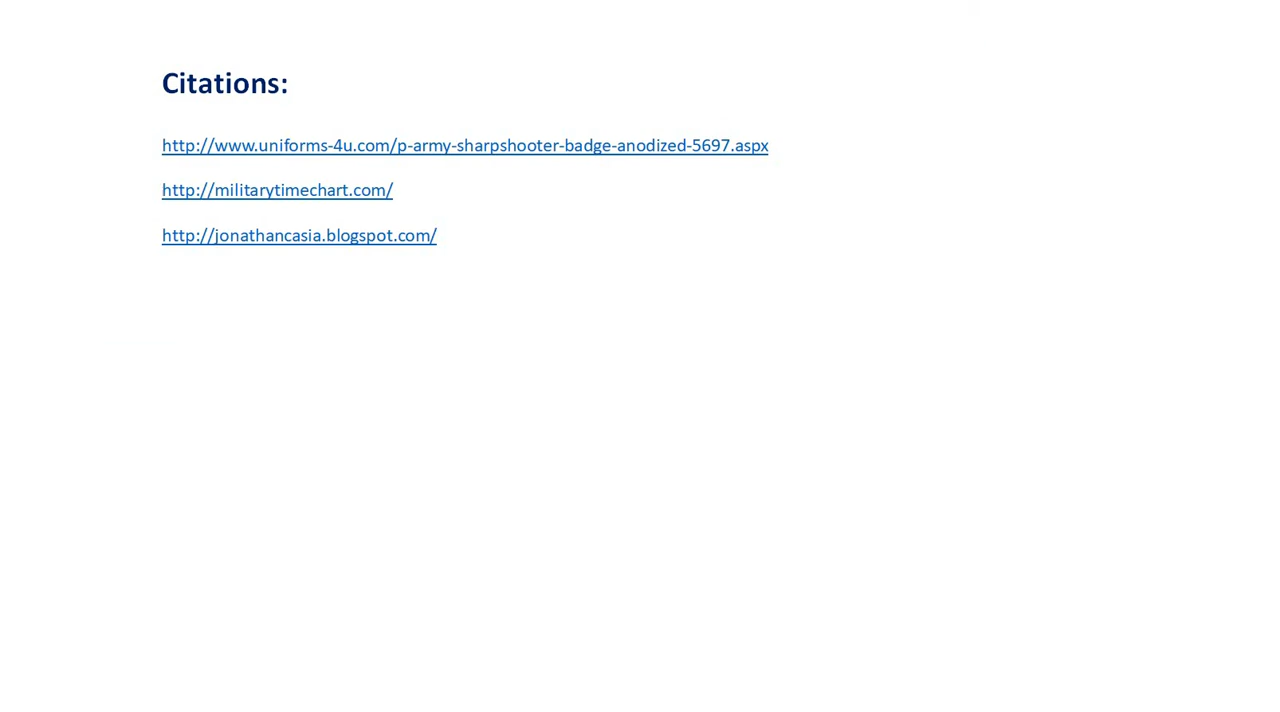 Citations:
http://www.uniforms-4u.com/p-army-sharpshooter-badge-anodized-5697.aspx
http://militarytimechart.com/
http://jonathancasia.blogspot.com/